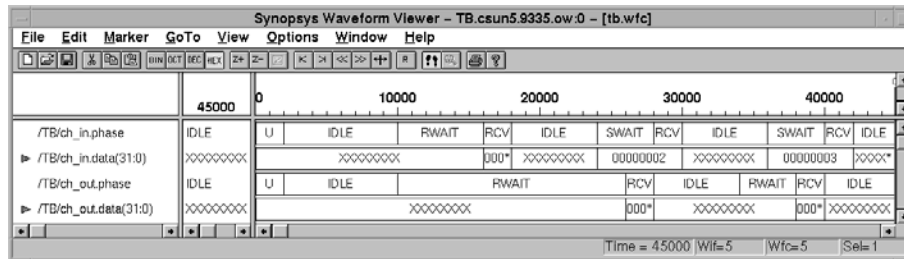 Synopsys Waveform Viewer – TB.csun5.9335.ow:0 – [tb.wfc]
File Edit Marker GoTo View Options Window Help
BIN OCT DEC HEX Z+ Z- R
45000 0 10000 20000 30000 40000
/TB/ch_in.phase IDLE U IDLE RWAIT RCV IDLE SWAIT RCV IDLE SWAIT RCV IDLE
/TB/ch_in.data(31:0) XXXXXXXX XXXXXXXX 000* XXXXXXXX 00000002 XXXXXXXX 00000003 XXXX*
/TB/ch_out.phase IDLE U IDLE RWAIT RCV IDLE RWAIT RCV IDLE
/TB/ch_out.data(31:0) XXXXXXXX XXXXXXXX 000* XXXXXXXX 000* XXXXXXXX
Time = 45000 Wif=5 Wfc=5 Sel=1